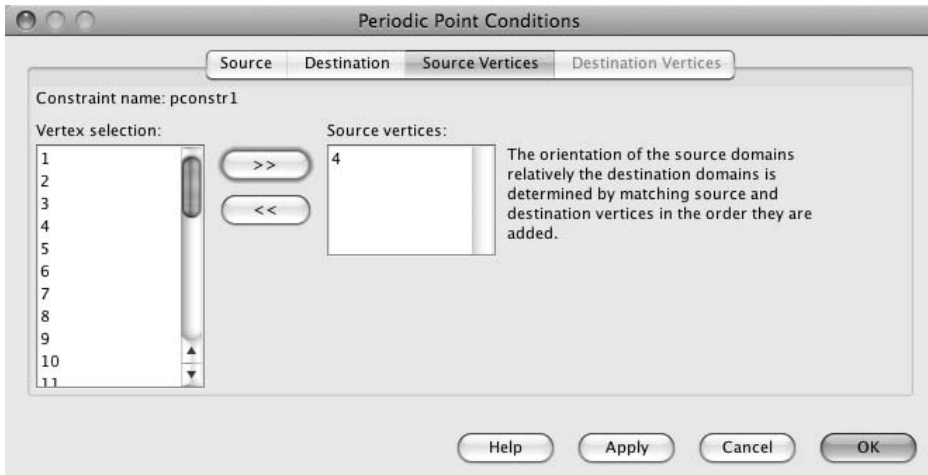 Periodic Point Conditions
Source Destination Source Vertices Destination Vertices
Constraint name: pconstr1
Vertex selection:
1
2
3
4
5
6
7
8
9
10
11
>>
<<
Source vertices:
4
The orientation of the source domains
relatively the destination domains is
determined by matching source and
destination vertices in the order they are
added.
Help Apply Cancel OK